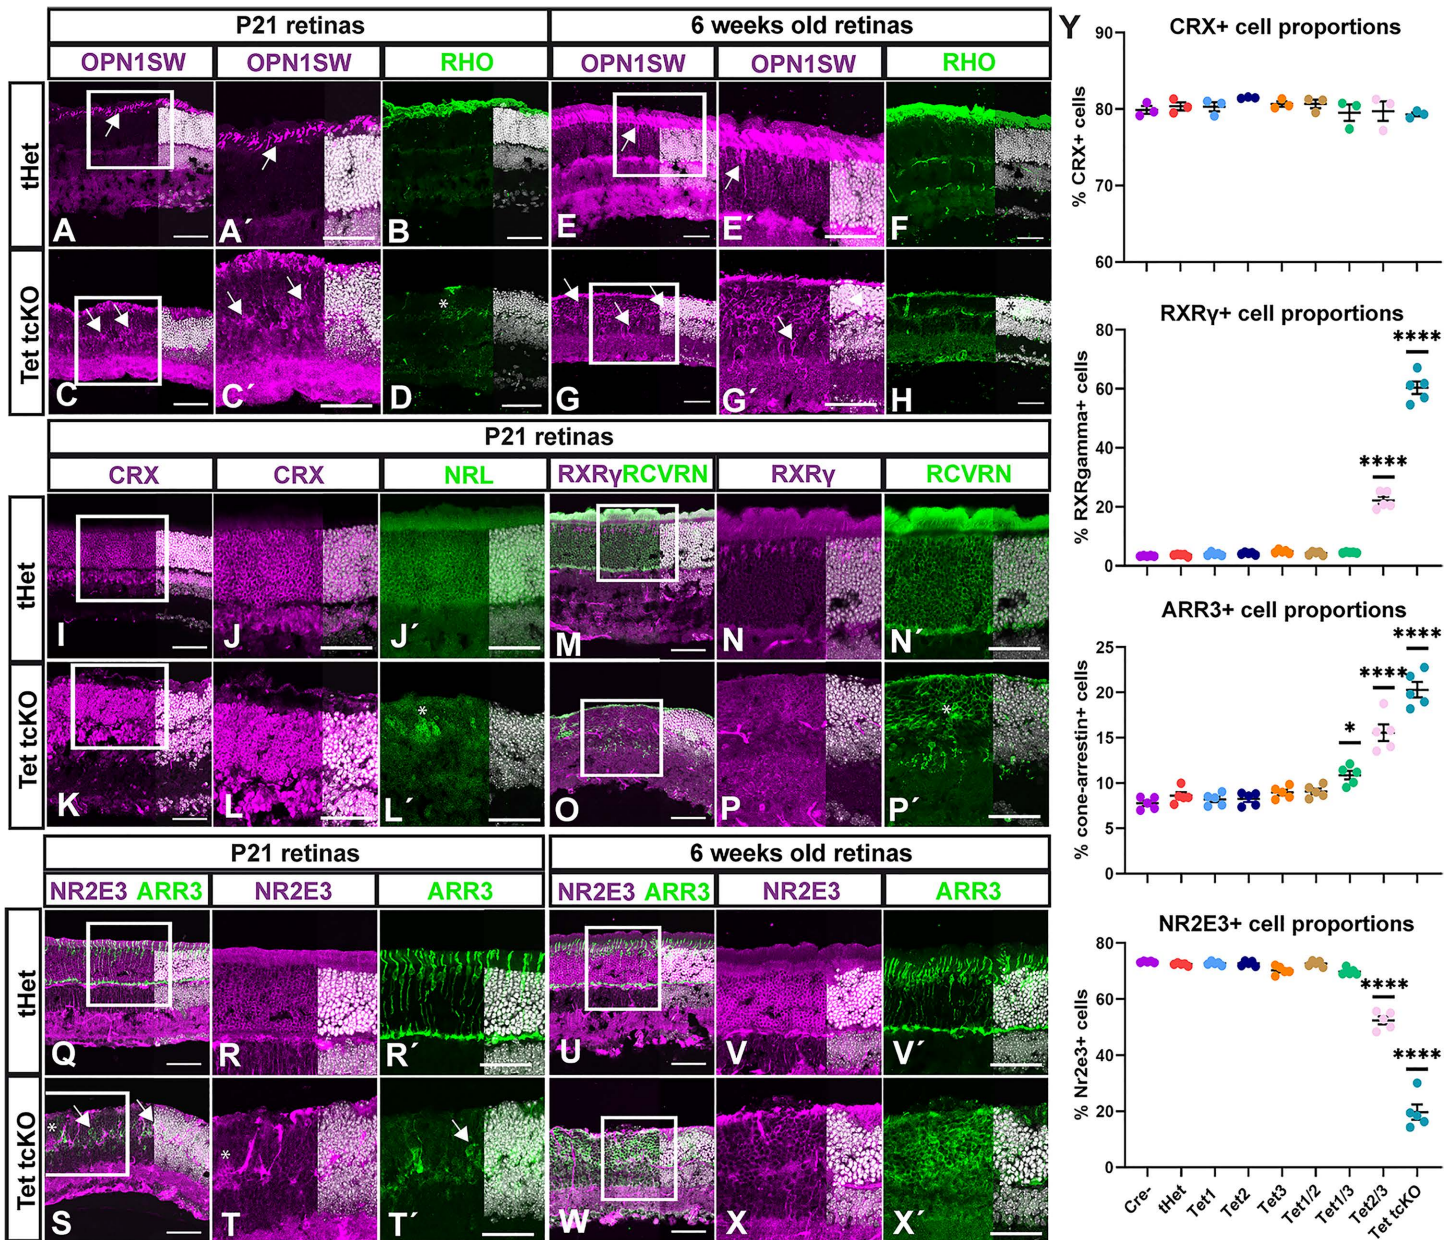 P21 retinas
6 weeks old retinas
OPN1SW
OPN1SW
RHO
OPN1SW
OPN1SW
RHO
tHet
A
A´
B
E
E´
F
Tet tcKO
C
C´
*
D
G
G´
*
H
P21 retinas
CRX
CRX
NRL
RXRγRCVRN
RXRγ
RCVRN
tHet
I
J
J´
M
N
N´
Tet tcKO
K
L
*
L´
O
P
*
P´
P21 retinas
6 weeks old retinas
NR2E3 ARR3
NR2E3
ARR3
NR2E3 ARR3
NR2E3
ARR3
tHet
Q
R
R´
U
V
V´
Tet tcKO
*
S
*
T
T´
W
X
X´
Y
CRX+ cell proportions
% CRX+ cells
90
80
70
60
RXRγ+ cell proportions
% RXRgamma+ cells
80
60
40
20
0
****
****
ARR3+ cell proportions
% cone-arrestin+ cells
25
20
15
10
5
0
*
****
****
NR2E3+ cell proportions
% Nr2e3+ cells
80
60
40
20
0
****
****
Cre-
tHet
Tet1
Tet2
Tet3
Tet1/2
Tet1/3
Tet2/3
Tet tcKO